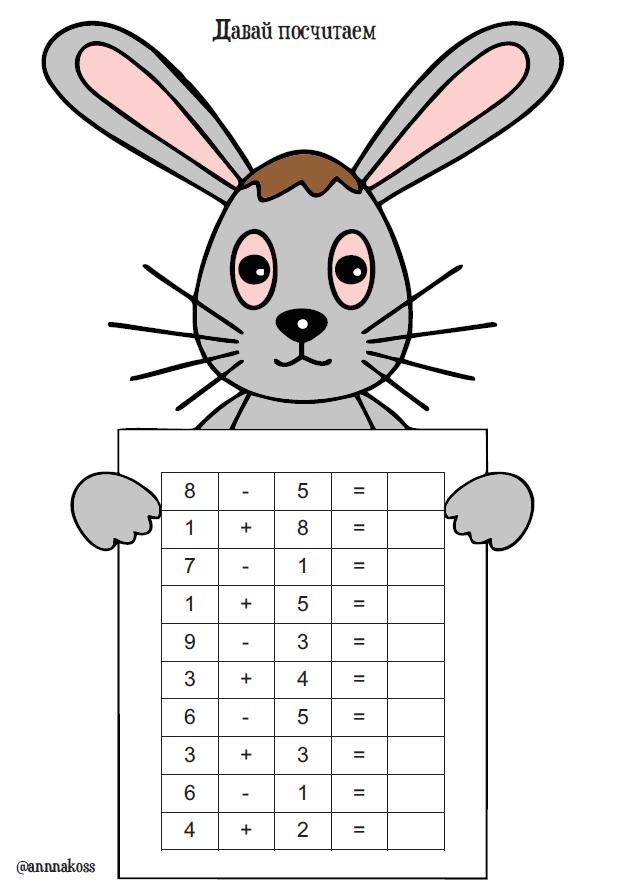 Давай посчитаем
8 - 5 =
1 + 8 =
7 - 1 =
1 + 5 =
9 - 3 =
3 + 4 =
6 - 5 =
3 + 3 =
6 - 1 =
4 + 2 =
@annnakoss